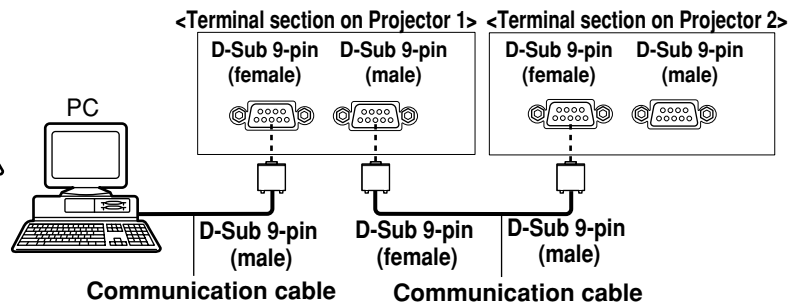 <Terminal section on Projector 1> <Terminal section on Projector 2>
D-Sub 9-pin D-Sub 9-pin D-Sub 9-pin D-Sub 9-pin
(female) (male) (female) (male)
PC
D-Sub 9-pin D-Sub 9-pin D-Sub 9-pin
(male) (female) (male)
Communication cable Communication cable